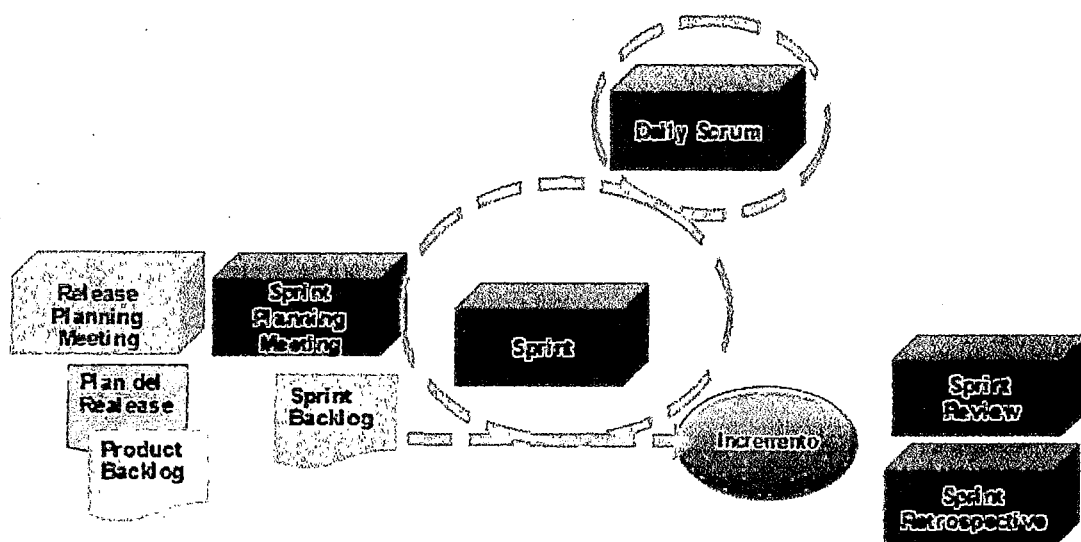 Daily Scrum
Release
Planning
Meeting
Sprint
Planning
Meeting
Sprint
Plan del
Realease
Product
Backlog
Sprint
Backlog
Incremento
Sprint
Review
Sprint
Retrospective